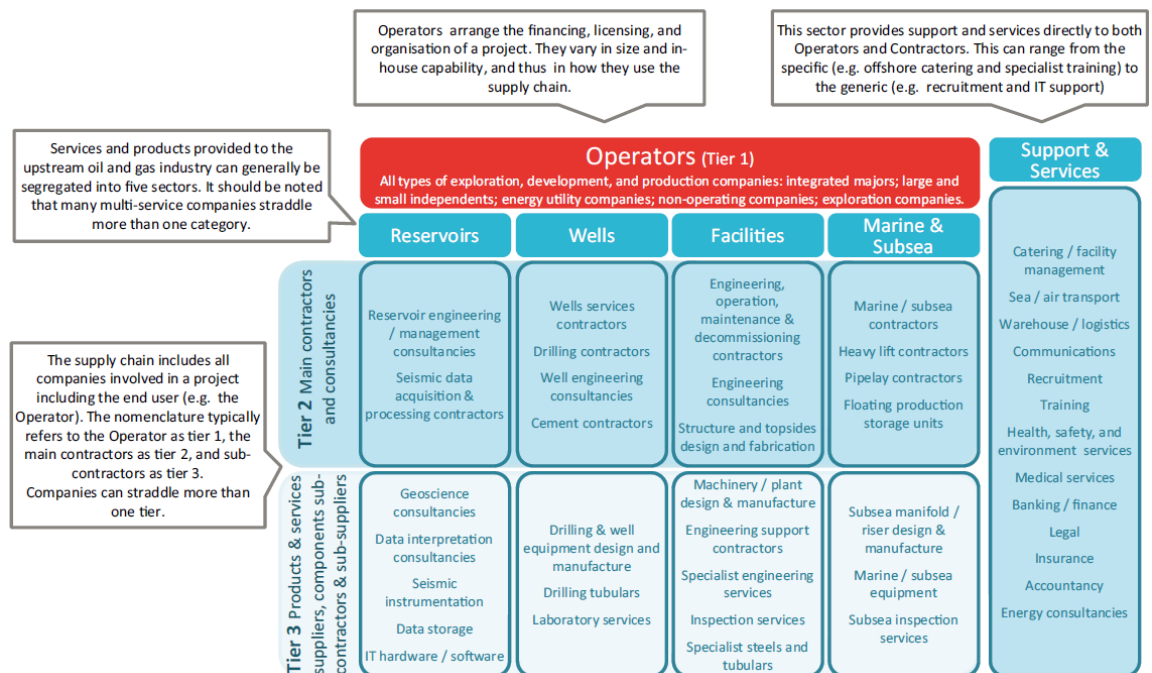 Operators arrange the financing, licensing, and
organisation of a project. They vary in size and in-
house capability, and thus in how they use the
supply chain.
This sector provides support and services directly to both
Operators and Contractors. This can range from the
specific (e.g. offshore catering and specialist training) to
the generic (e.g. recruitment and IT support)
Services and products provided to the
upstream oil and gas industry can generally be
segregated into five sectors. It should be noted
that many multi-service companies straddle
more than one category.
Operators (Tier 1)
All types of exploration, development, and production companies: integrated majors; large and
small independents; energy utility companies; non-operating companies; exploration companies.
Support &
Services
Reservoirs
Wells
Facilities
Marine &
Subsea
The supply chain includes all
companies involved in a project
including the end user (e.g. the
Operator). The nomenclature typically
refers to the Operator as tier 1, the
main contractors as tier 2, and sub-
contractors as tier 3.
Companies can straddle more than
one tier.
Tier 2 Main contractors
and consultancies
Reservoir engineering
/ management
consultancies
Seismic data
acquisition &
processing contractors
Wells services
contractors
Drilling contractors
Well engineering
consultancies
Cement contractors
Engineering,
operation,
maintenance &
decommissioning
contractors
Engineering
consultancies
Structure and topsides
design and fabrication
Marine / subsea
contractors
Heavy lift contractors
Pipelay contractors
Floating production
storage units
Tier 3 Products & services
suppliers, components sub-
contractors & sub-suppliers
Geoscience
consultancies
Data interpretation
consultancies
Seismic
instrumentation
Data storage
IT hardware / software
Drilling & well
equipment design and
manufacture
Drilling tubulars
Laboratory services
Machinery / plant
design & manufacture
Engineering support
contractors
Specialist engineering
services
Inspection services
Specialist steels and
tubulars
Subsea manifold /
riser design &
manufacture
Marine / subsea
equipment
Subsea inspection
services
Catering / facility
management
Sea / air transport
Warehouse / logistics
Communications
Recruitment
Training
Health, safety, and
environment services
Medical services
Banking / finance
Legal
Insurance
Accountancy
Energy consultancies